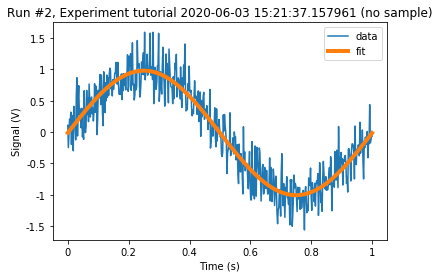 Run #2, Experiment tutorial 2020-06-03 15:21:37.157961 (no sample)
data
fit
Signal (V)
1.5
1
0.5
0
-0.5
-1
-1.5
0 0.2 0.4 0.6 0.8 1
Time (s)